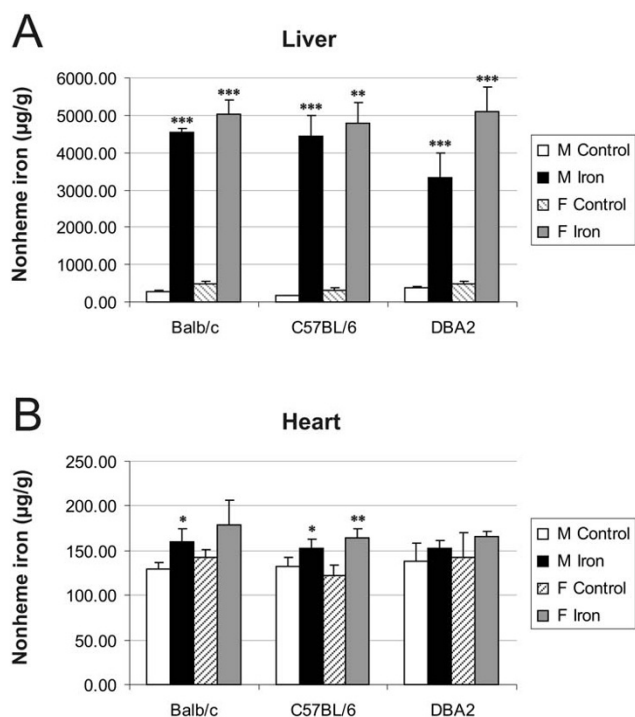 A
Liver
Nonheme iron (µg/g)
6000.00
5000.00
4000.00
3000.00
2000.00
1000.00
0.00
*** *** *** ** *** ***
Balb/c C57BL/6 DBA2
M Control
M Iron
F Control
F Iron
B
Heart
Nonheme iron (µg/g)
250.00
200.00
150.00
100.00
50.00
0.00
* * **
Balb/c C57BL/6 DBA2
M Control
M Iron
F Control
F Iron